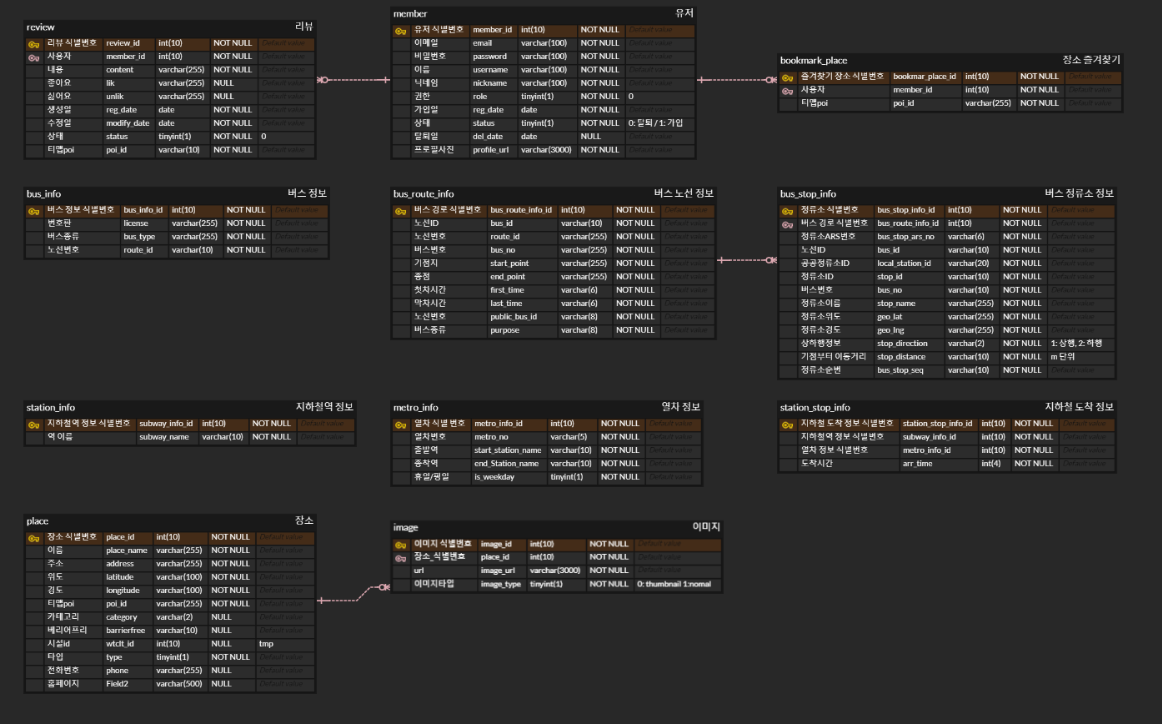 review 리뷰
리뷰 식별번호 review_id int(10) NOT NULL Default value
사용자 member_id int(10) NOT NULL Default value
내용 content varchar(255) NOT NULL Default value
좋아요 lik varchar(255) NULL Default value
싫어요 unlik varchar(255) NULL Default value
생성일 reg_date date NOT NULL Default value
수정일 modify_date date NOT NULL Default value
상태 status tinyint(1) NOT NULL 0
티맵poi poi_id varchar(10) NOT NULL Default value
member 유저
유저 식별번호 member_id int(10) NOT NULL Default value
이메일 email varchar(100) NOT NULL Default value
비밀번호 password varchar(100) NOT NULL Default value
이름 username varchar(100) NOT NULL Default value
닉네임 nickname varchar(100) NOT NULL Default value
권한 role tinyint(1) NOT NULL 0
가입일 reg_date date NOT NULL Default value
상태 status tinyint(1) NOT NULL 0: 탈퇴 / 1: 가입
탈퇴일 del_date date NULL Default value
프로필사진 profile_url varchar(3000) NOT NULL Default value
bookmark_place 장소 즐겨찾기
즐겨찾기 장소 식별번호 bookmar_place_id int(10) NOT NULL Default value
사용자 member_id int(10) NOT NULL Default value
티맵poi poi_id varchar(255) NOT NULL Default value
bus_info 버스 정보
버스 정보 식별번호 bus_info_id int(10) NOT NULL Default value
번호판 license varchar(255) NOT NULL Default value
버스종류 bus_type varchar(255) NOT NULL Default value
노선번호 route_id varchar(10) NOT NULL Default value
bus_route_info 버스 노선 정보
버스 경로 식별번호 bus_route_info_id int(10) NOT NULL Default value
노선ID bus_id varchar(10) NOT NULL Default value
노선번호 route_id varchar(255) NOT NULL Default value
버스번호 bus_no varchar(255) NOT NULL Default value
기점지 start_point varchar(255) NOT NULL Default value
종점 end_point varchar(255) NOT NULL Default value
첫차시간 first_time varchar(6) NOT NULL Default value
막차시간 last_time varchar(6) NOT NULL Default value
노선번호 public_bus_id varchar(8) NOT NULL Default value
버스종류 purpose varchar(8) NOT NULL Default value
bus_stop_info 버스 정류소 정보
정류소 식별번호 bus_stop_info_id int(10) NOT NULL Default value
버스 경로 식별번호 bus_route_info_id int(10) NOT NULL Default value
정류소ARS번호 bus_stop_ars_no varchar(6) NOT NULL Default value
노선ID bus_id varchar(10) NOT NULL Default value
공공정류소ID local_station_id varchar(20) NOT NULL Default value
정류소ID stop_id varchar(10) NOT NULL Default value
버스번호 bus_no varchar(10) NOT NULL Default value
정류소이름 stop_name varchar(255) NOT NULL Default value
정류소위도 geo_lat varchar(255) NOT NULL Default value
정류소경도 geo_lng varchar(255) NOT NULL Default value
상하행정보 stop_direction varchar(2) NOT NULL 1: 상행, 2: 하행
기점부터 이동거리 stop_distance varchar(10) NOT NULL m 단위
정류소순번 bus_stop_seq varchar(10) NOT NULL Default value
station_info 지하철역 정보
지하철역 정보 식별번호 subway_info_id int(10) NOT NULL Default value
역 이름 subway_name varchar(10) NOT NULL Default value
metro_info 열차 정보
열차 식별 번호 metro_info_id int(10) NOT NULL Default value
열차번호 metro_no varchar(5) NOT NULL Default value
출발역 start_station_name varchar(10) NOT NULL Default value
종착역 end_Station_name varchar(10) NOT NULL Default value
휴일/평일 is_weekday tinyint(1) NOT NULL Default value
station_stop_info 지하철 도착 정보
지하철 도착 정보 식별번호 station_stop_info_id int(10) NOT NULL Default value
지하철역 정보 식별번호 subway_info_id int(10) NOT NULL Default value
열차 정보 식별번호 metro_info_id int(10) NOT NULL Default value
도착시간 arr_time int(4) NOT NULL Default value
place 장소
장소 식별번호 place_id int(10) NOT NULL Default value
이름 place_name varchar(255) NOT NULL Default value
주소 address varchar(255) NOT NULL Default value
위도 latitude varchar(100) NOT NULL Default value
경도 longitude varchar(100) NOT NULL Default value
티맵poi poi_id varchar(255) NOT NULL Default value
카테고리 category varchar(2) NULL Default value
베리어프리 barrierfree varchar(10) NULL Default value
시설id wtclt_id int(10) NULL tmp
타입 type tinyint(1) NOT NULL Default value
전화번호 phone varchar(255) NULL Default value
홈페이지 Field2 varchar(500) NULL Default value
image 이미지
이미지 식별번호 image_id int(10) NOT NULL Default value
장소_식별번호 place_id int(10) NOT NULL Default value
url image_url varchar(3000) NOT NULL Default value
이미지타입 image_type tinyint(1) NOT NULL 0: thumbnail 1:nomal